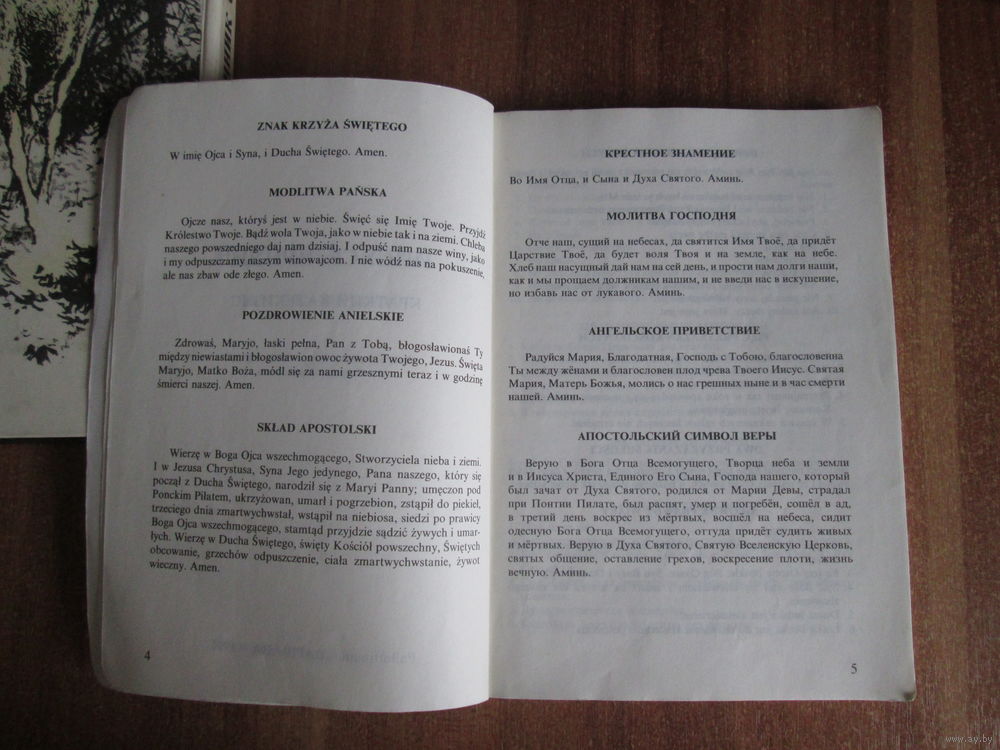 ZNAK KRZYŻA ŚWIĘTEGO
W imię Ojca i Syna, i Ducha Świętego. Amen.
MODLITWA PAŃSKA
Ojcze nasz, któryś jest w niebie. Święć się Imię Twoje. Przyjdź
Królestwo Twoje. Bądź wola Twoja, jako w niebie tak i na ziemi. Chleba
naszego powszedniego daj nam dzisiaj. I odpuść nam nasze winy, jako
i my odpuszczamy naszym winowajcom. I nie wódź nas na pokuszenie,
ale nas zbaw ode złego. Amen.
POZDROWIENIE ANIELSKIE
Zdrowaś, Maryjo, łaski pełna, Pan z Tobą, błogosławionaś Ty
między niewiastami i błogosławion owoc żywota Twojego, Jezus. Święta
Maryjo, Matko Boża, módl się za nami grzesznymi teraz i w godzinę
śmierci naszej. Amen.
SKŁAD APOSTOLSKI
Wierzę w Boga Ojca wszechmogącego, Stworzyciela nieba i ziemi.
I w Jezusa Chrystusa, Syna Jego jedynego, Pana naszego, który się
począł z Ducha Świętego, narodził się z Maryi Panny; umęczon pod
Ponckim Piłatem, ukrzyżowan, umarł i pogrzebion, zstąpił do piekieł,
trzeciego dnia zmartwychwstał, wstąpił na niebiosa, siedzi po prawicy
Boga Ojca wszechmogącego, stamtąd przyjdzie sądzić żywych i umar-
łych. Wierzę w Ducha Świętego, święty Kościół powszechny, Świętych
obcowanie, grzechów odpuszczenie, ciała zmartwychwstanie, żywot
wieczny. Amen.
4
КРЕСТНОЕ ЗНАМЕНИЕ
Во Имя Отца, и Сына и Духа Святого. Аминь.
МОЛИТВА ГОСПОДНЯ
Отче наш, сущий на небесах, да святится Имя Твоё, да придёт
Царствие Твоё, да будет воля Твоя и на земле, как на небе.
Хлеб наш насущный дай нам на сей день, и прости нам долги наши,
как и мы прощаем должникам нашим, и не введи нас в искушение,
но избавь нас от лукавого. Аминь.
АНГЕЛЬСКОЕ ПРИВЕТСТВИЕ
Радуйся Мария, Благодатная, Господь с Тобою, благословенна
Ты между жёнами и благословен плод чрева Твоего Иисус. Святая
Мария, Матерь Божья, молись о нас грешных ныне и в час смерти
нашей. Аминь.
АПОСТОЛЬСКИЙ СИМВОЛ ВЕРЫ
Верую в Бога Отца Всемогущего, Творца неба и земли
и в Иисуса Христа, Единого Его Сына, Господа нашего, который
был зачат от Духа Святого, родился от Марии Девы, страдал
при Понтии Пилате, был распят, умер и погребён, сошёл в ад,
в третий день воскрес из мёртвых, восшёл на небеса, сидит
одесную Бога Отца Всемогущего, оттуда придёт судить живых
и мёртвых. Верую в Духа Святого, Святую Вселенскую Церковь,
святых общение, оставление грехов, воскресение плоти, жизнь
вечную. Аминь.
5
www.ay.by